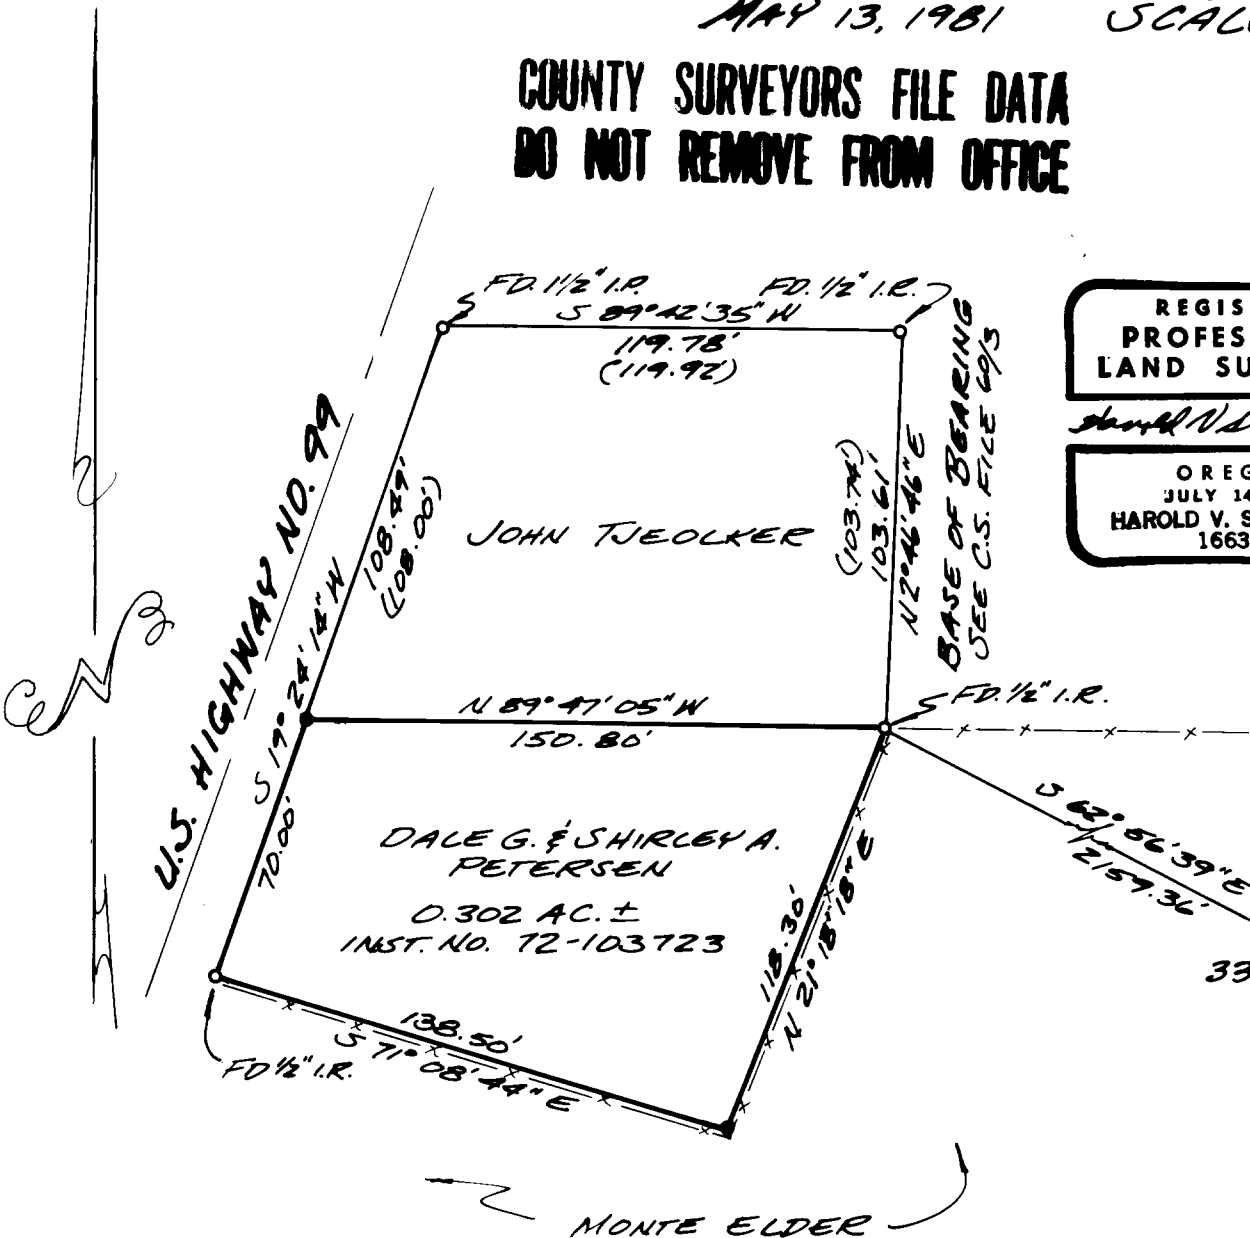 MAY 13, 1981 SCALE
COUNTY SURVEYORS FILE DATA
DO NOT REMOVE FROM OFFICE
FD. 1½" I.P.
FD. ½" I.R.
S 89°42'35" W
119.78'
(119.92)
REGIS
PROFES
LAND SU
OREG
JULY 14
HAROLD V. S
1663
BASE OF BEARING
SEE C.S. FILE 60/3
N 2°46'46" E
103.61'
(103.74')
U.S. HIGHWAY NO. 99
108.49'
(108.00')
JOHN TJEOLKER
S 19° 24' 14" W
70.00'
N 89°47'05" W
150.80'
FD. ½" I.R.
S 62°56'39" E
2159.36'
33
DALE G. & SHIRLEY A.
PETERSEN
0.302 AC. ±
INST. NO. 72-103723
118.30'
N 21°18'18" E
138.50'
S 71°08'44" E
FD ½" I.R.
MONTE ELDER